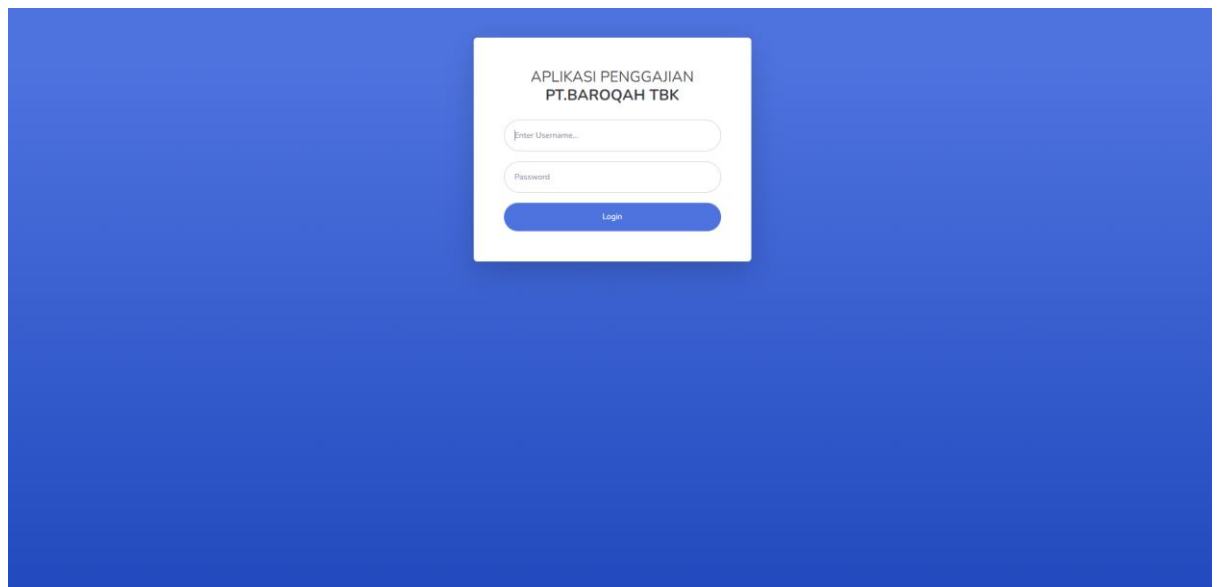 APLIKASI PENGGAJIAN
PT.BAROQAH TBK
Enter Username...
Password
Login